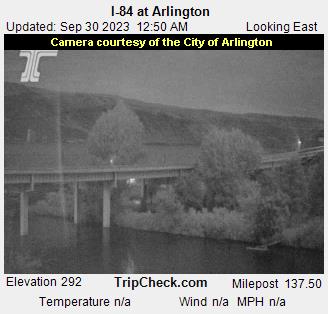 I-84 at Arlington
Updated: Sep 30 2023 12:50 AM Looking East
Camera courtesy of the City of Arlington
Elevation 292 TripCheck.com Milepost 137.50
Temperature n/a Wind n/a MPH n/a